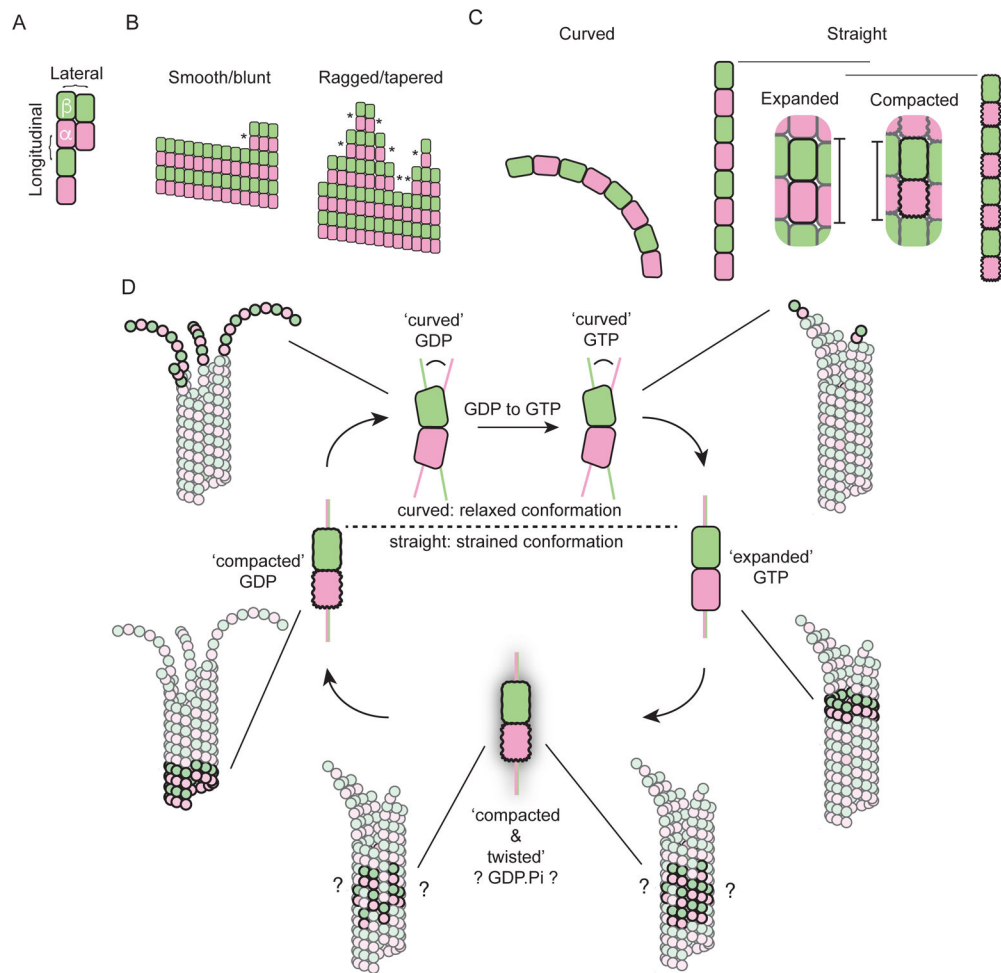 A
Lateral
β
α
Longitudinal
B
Smooth/blunt
*
Ragged/tapered
*
*
*
*
*
*
**
*
C
Curved
Straight
Expanded
Compacted
D
‘curved’
GDP
GDP to GTP
‘curved’
GTP
curved: relaxed conformation
straight: strained conformation
‘compacted’
GDP
‘expanded’
GTP
‘compacted
&
twisted’
? GDP.Pi ?
?
?
?
?